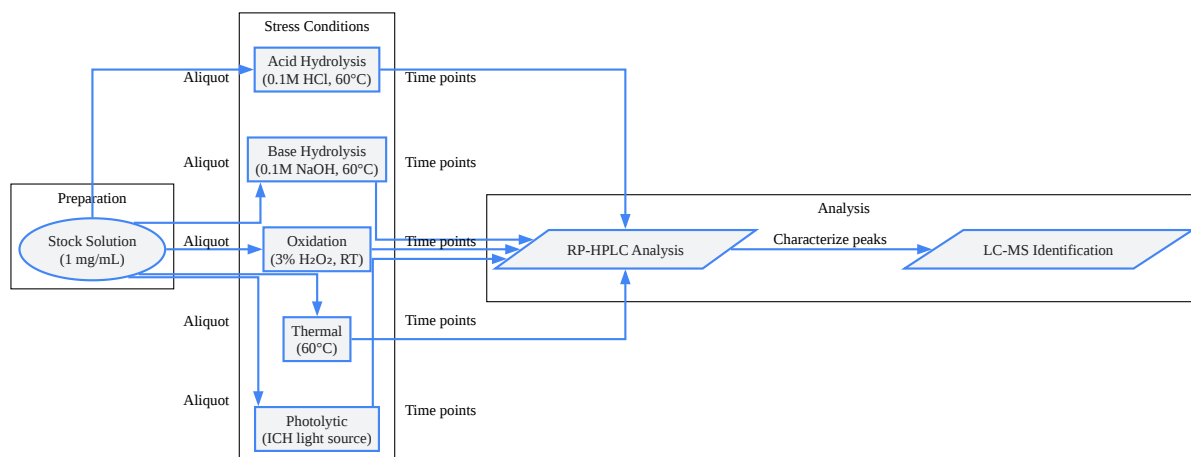 Stress Conditions
Acid Hydrolysis
(0.1M HCl, 60°C)
Aliquot
Time points
Base Hydrolysis
(0.1M NaOH, 60°C)
Aliquot
Time points
Preparation
Stock Solution
(1 mg/mL)
Aliquot
Oxidation
(3% H₂O₂, RT)
Time points
Analysis
RP-HPLC Analysis
Characterize peaks
LC-MS Identification
Aliquot
Thermal
(60°C)
Time points
Aliquot
Photolytic
(ICH light source)
Time points